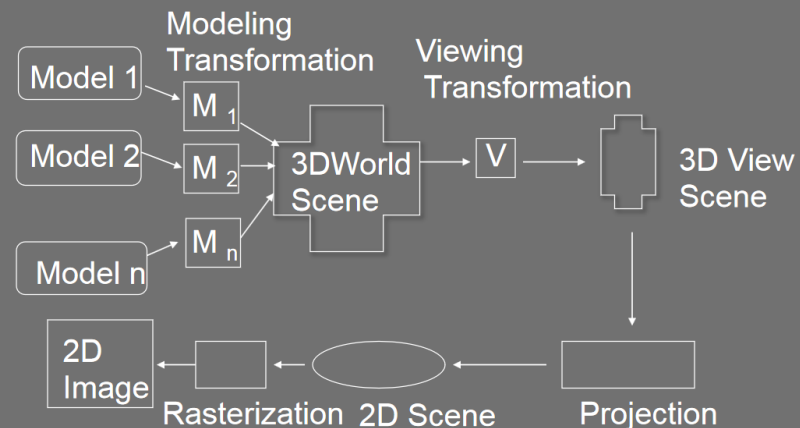 Modeling
Transformation
Viewing
Transformation
Model 1
M 1
Model 2
M 2
3DWorld
Scene
V
3D View
Scene
Model n
M n
2D
Image
Rasterization
2D Scene
Projection